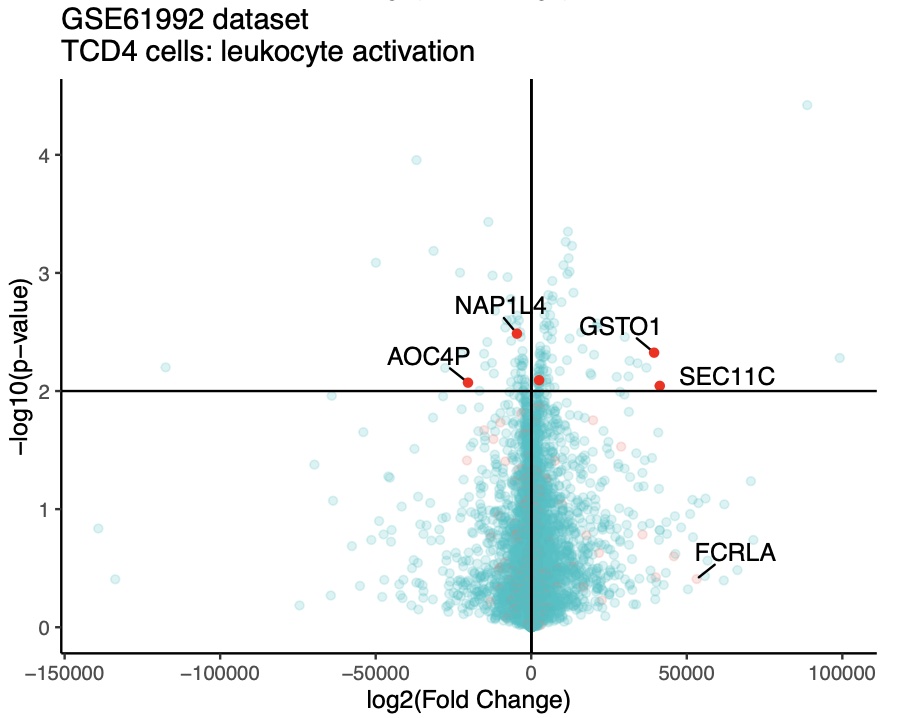 GSE61992 dataset
TCD4 cells: leukocyte activation
4
3
2
1
0
−log10(p−value)
NAP1L4
GSTO1
AOC4P
SEC11C
FCRLA
−150000 −100000 −50000 0 50000 100000
log2(Fold Change)